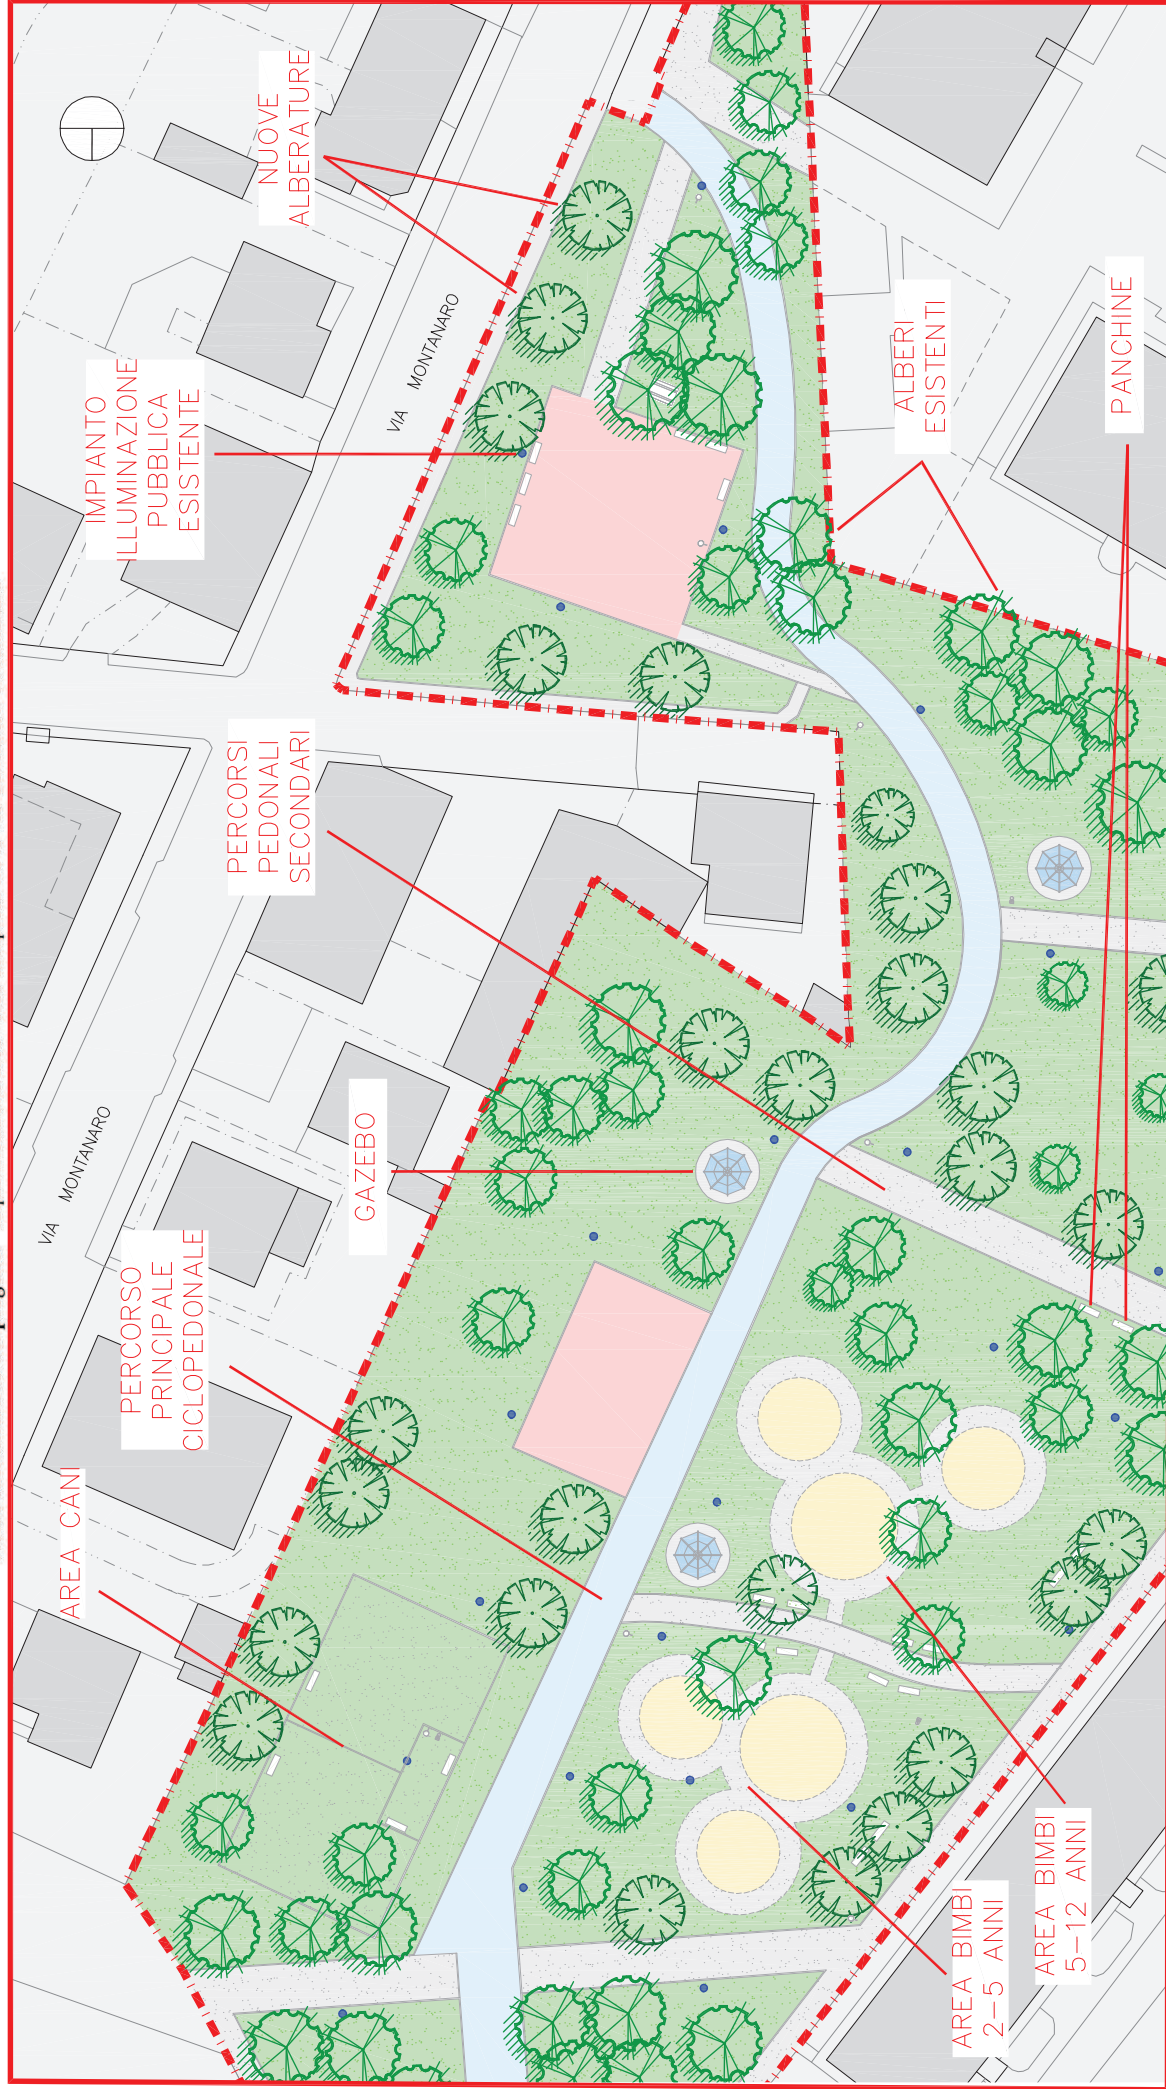 NUOVE
ALBERATURE
IMPIANTO
ILLUMINAZIONE
PUBBLICA
ESISTENTE
VIA MONTANARO
ALBERI
ESISTENTI
PANCHINE
PERCORSI
PEDONALI
SECONDARI
GAZEBO
VIA MONTANARO
PERCORSO
PRINCIPALE
CICLOPEDONALE
AREA CANI
AREA BIMBI
2-5 ANNI
AREA BIMBI
5-12 ANNI